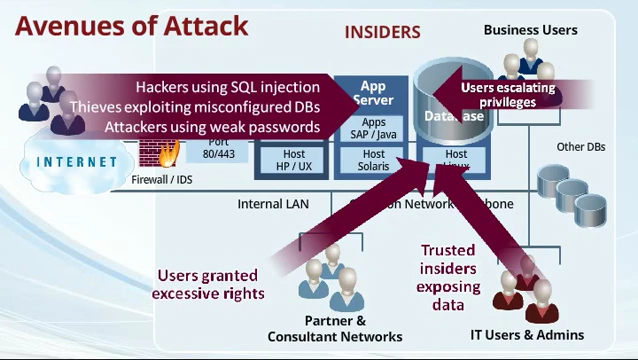 Avenues of Attack
INSIDERS
Business Users
Hackers using SQL injection
Thieves exploiting misconfigured DBs
Attackers using weak passwords
App
Server
Apps
SAP / Java
Host
Solaris
Database
Users escalating
privileges
INTERNET
Port
80/443
Host
HP / UX
Host
Linux
Firewall / IDS
Other DBs
Internal LAN
Users granted
excessive rights
Trusted
insiders
exposing
data
Partner &
Consultant Networks
IT Users & Admins